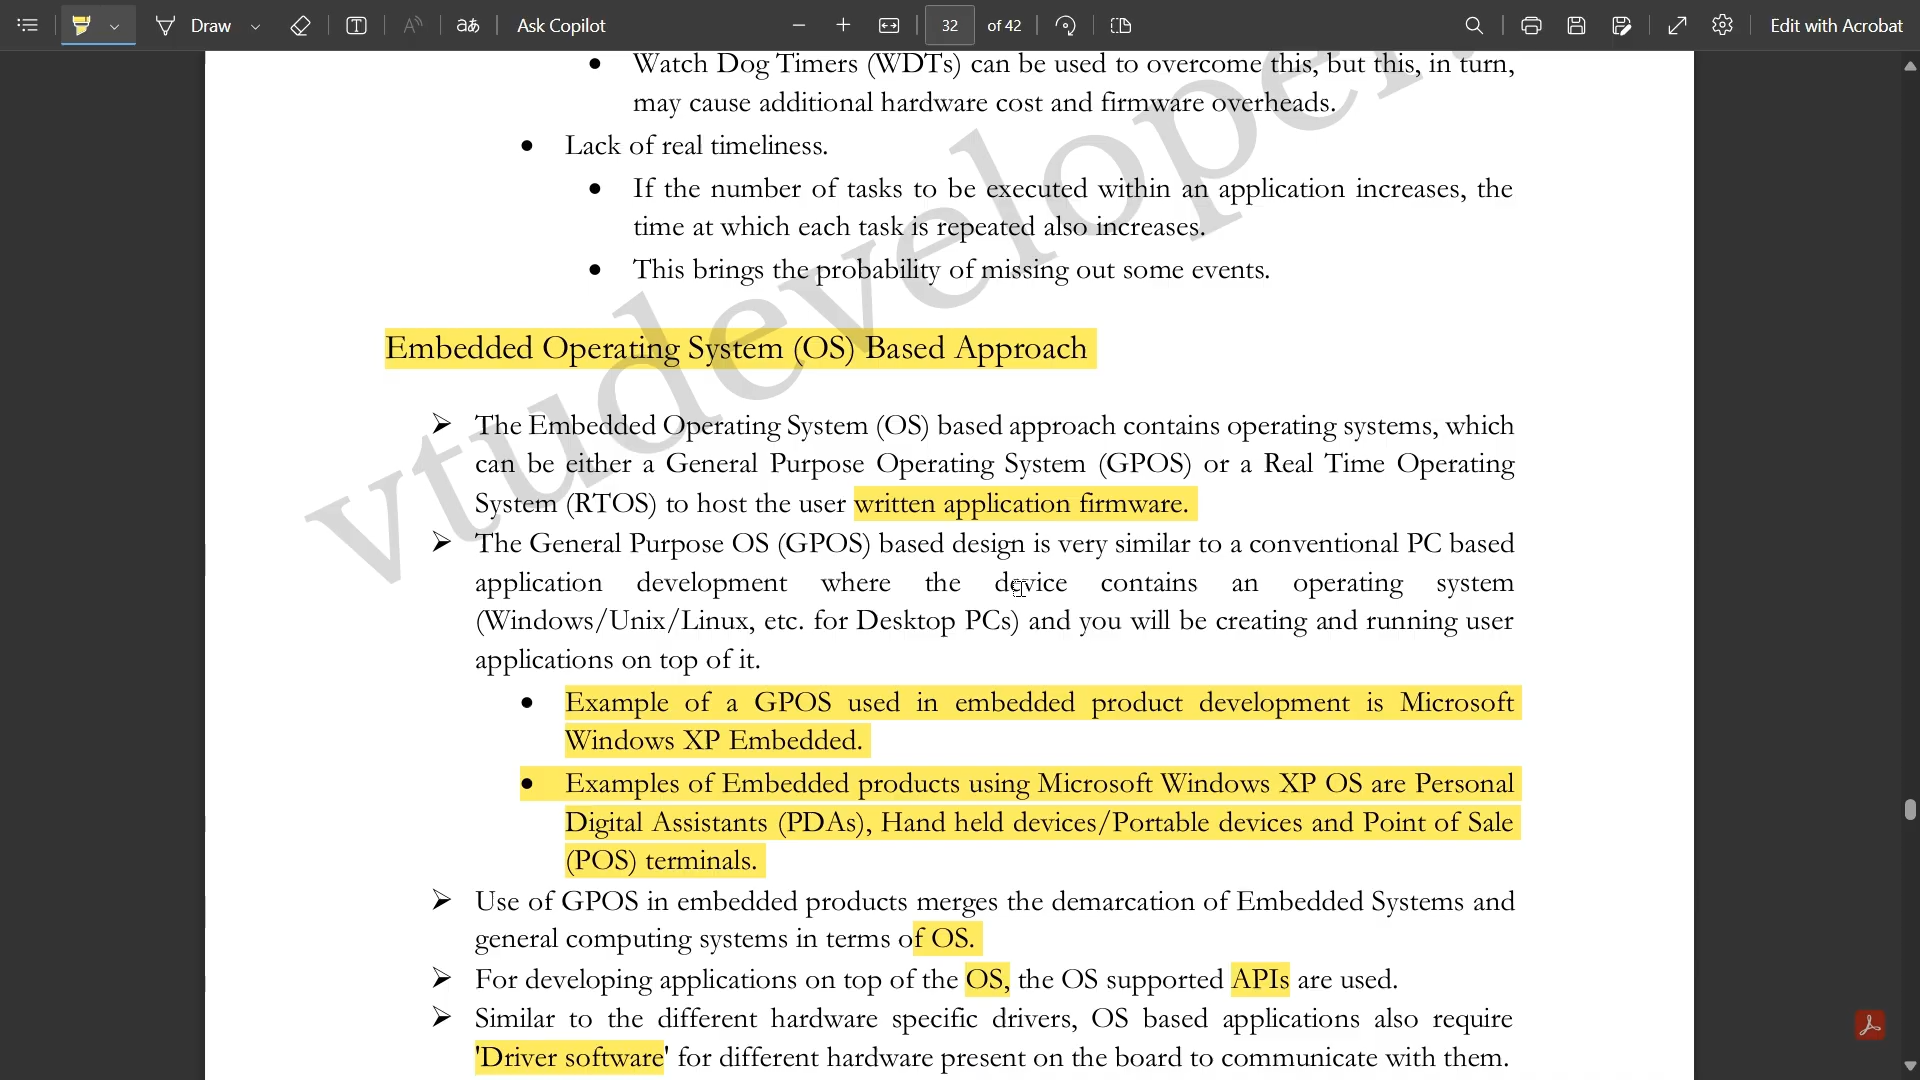 Draw
T
A
aあ
Ask Copilot
32 of 42
Edit with Acrobat
• Watch Dog Timers (WDTs) can be used to overcome this, but this, in turn,
may cause additional hardware cost and firmware overheads.
• Lack of real timeliness.
• If the number of tasks to be executed within an application increases, the
time at which each task is repeated also increases.
• This brings the probability of missing out some events.
Embedded Operating System (OS) Based Approach
➢ The Embedded Operating System (OS) based approach contains operating systems, which
can be either a General Purpose Operating System (GPOS) or a Real Time Operating
System (RTOS) to host the user written application firmware.
➢ The General Purpose OS (GPOS) based design is very similar to a conventional PC based
application development where the device contains an operating system
(Windows/Unix/Linux, etc. for Desktop PCs) and you will be creating and running user
applications on top of it.
• Example of a GPOS used in embedded product development is Microsoft
Windows XP Embedded.
• Examples of Embedded products using Microsoft Windows XP OS are Personal
Digital Assistants (PDAs), Hand held devices/Portable devices and Point of Sale
(POS) terminals.
➢ Use of GPOS in embedded products merges the demarcation of Embedded Systems and
general computing systems in terms of OS.
➢ For developing applications on top of the OS, the OS supported APIs are used.
➢ Similar to the different hardware specific drivers, OS based applications also require
'Driver software' for different hardware present on the board to communicate with them.
vtudeveloper.